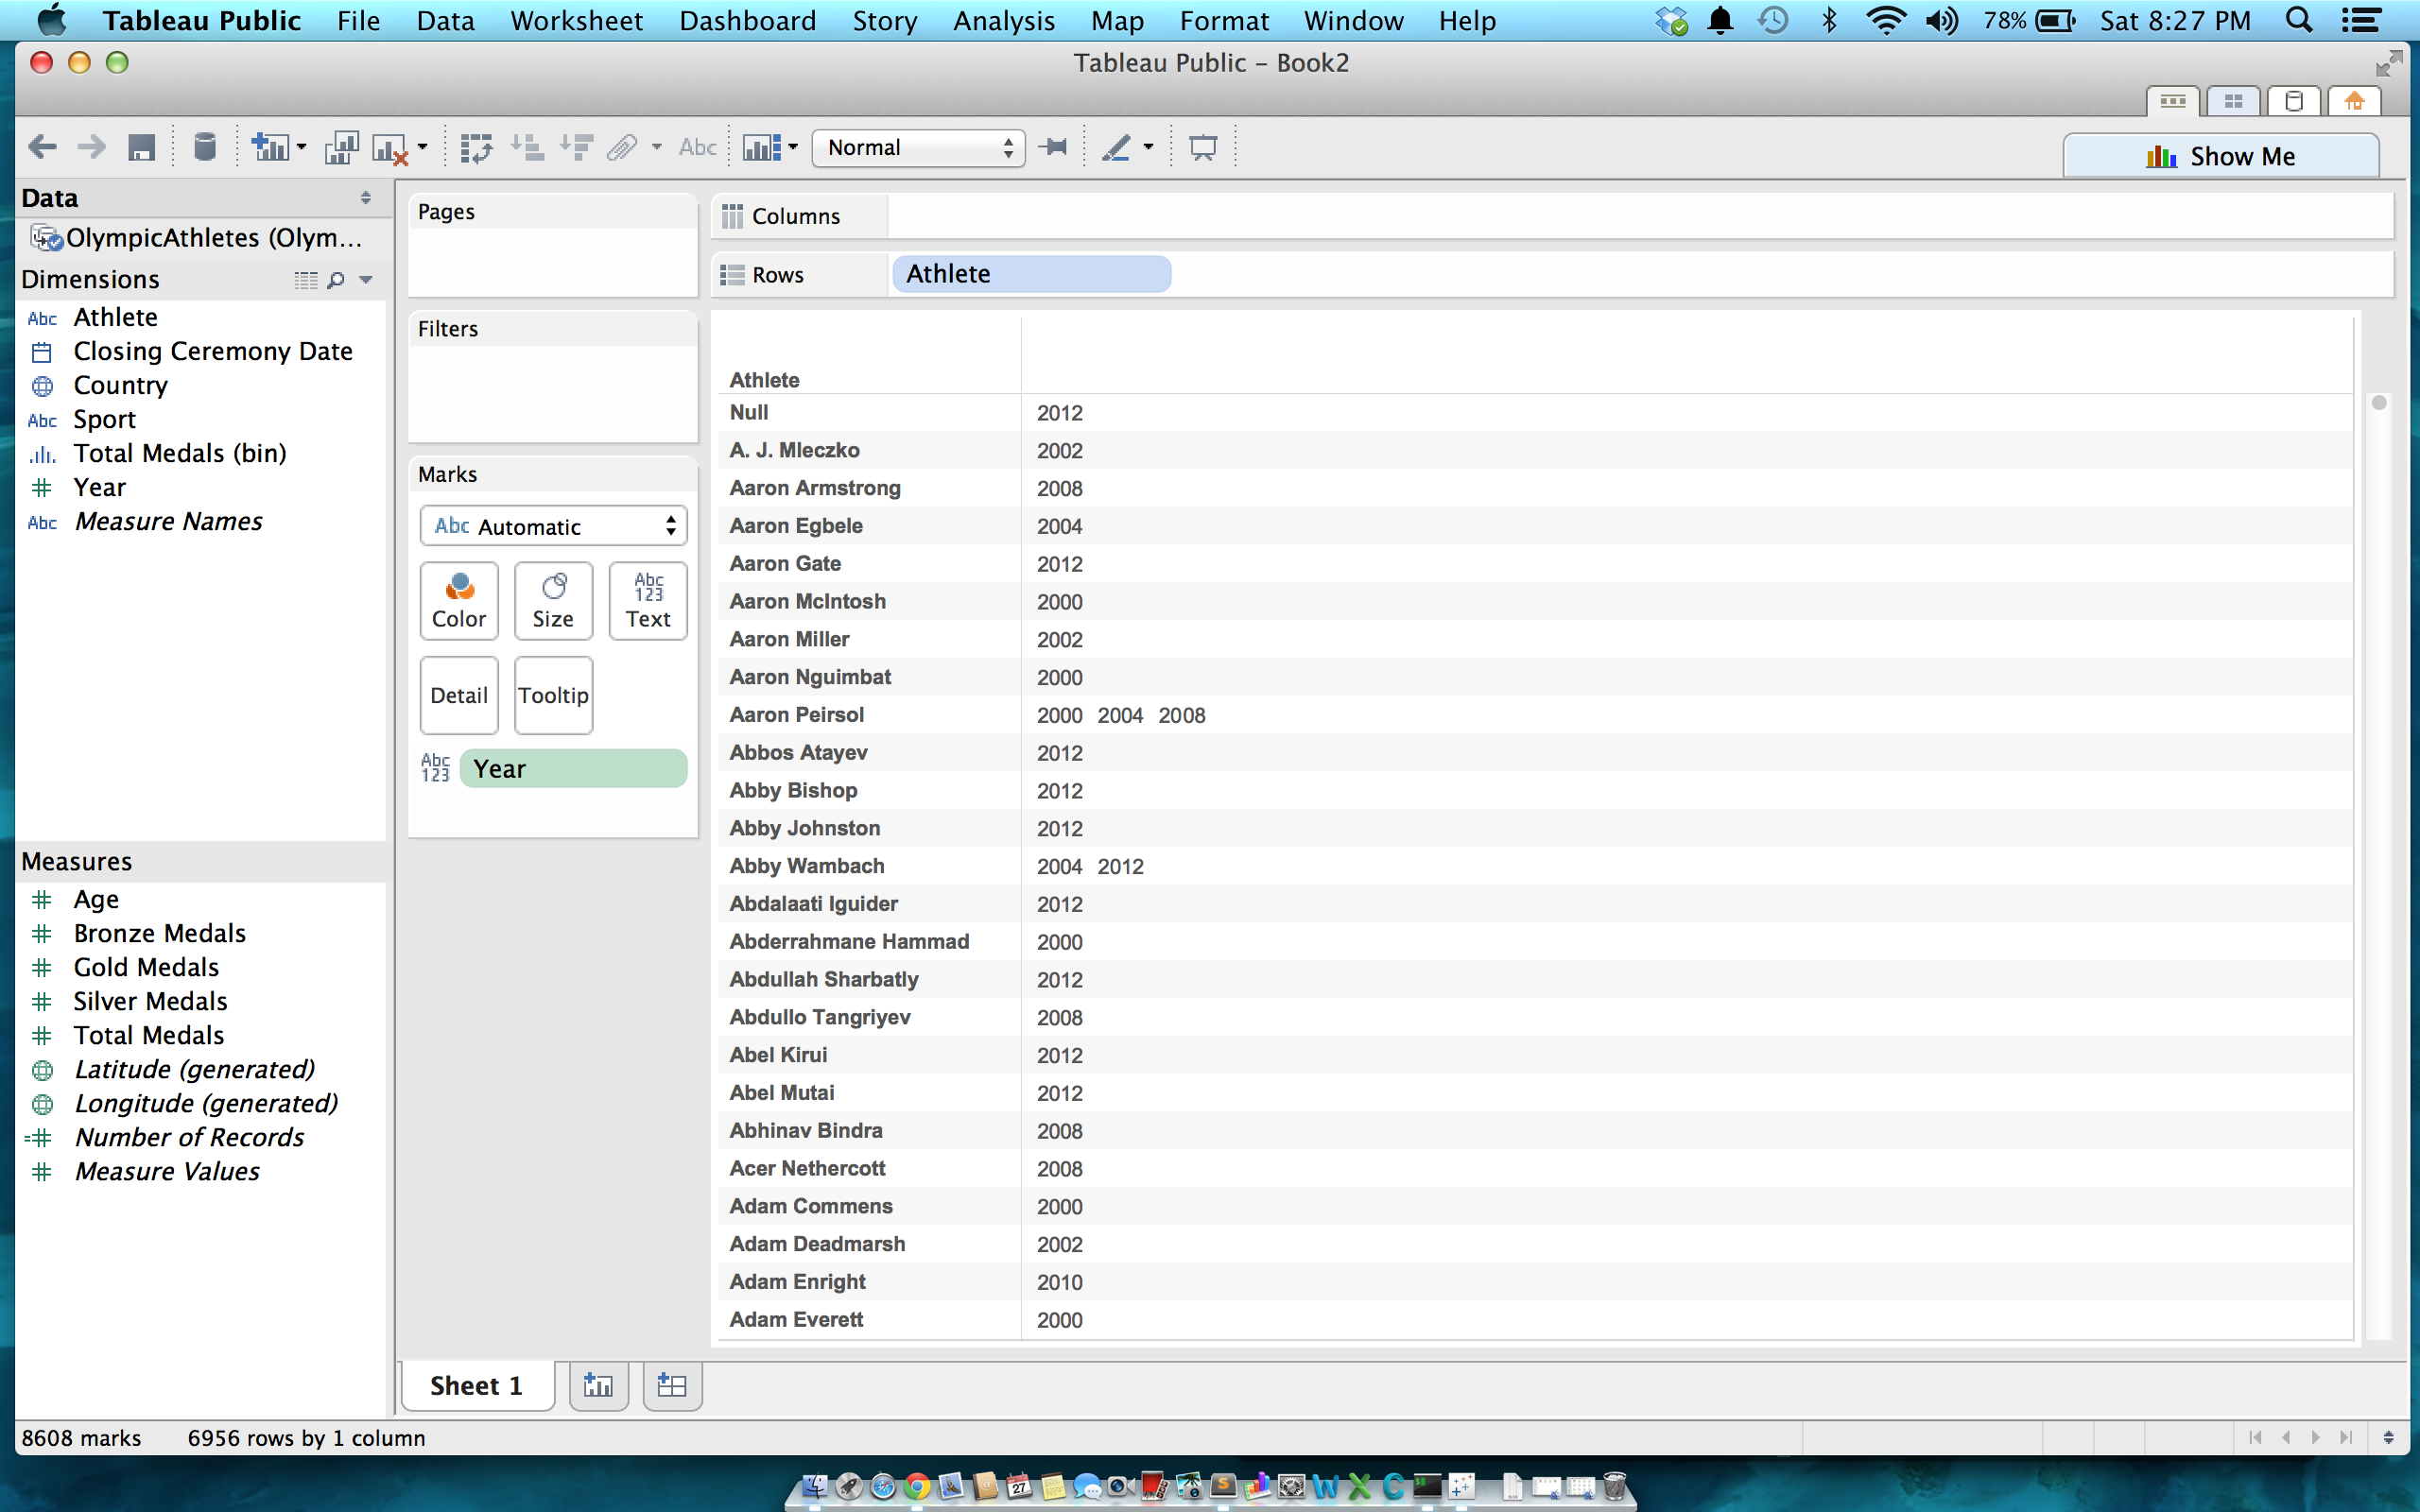 Tableau Public File Data Worksheet Dashboard Story Analysis Map Format Window Help 78% Sat 8:27 PM
Tableau Public – Book2
Abc Normal
Show Me
Data
OlympicAthletes (Olym...
Dimensions
Abc Athlete
Closing Ceremony Date
Country
Abc Sport
Total Medals (bin)
# Year
Abc Measure Names
Measures
# Age
# Bronze Medals
# Gold Medals
# Silver Medals
# Total Medals
Latitude (generated)
Longitude (generated)
=# Number of Records
# Measure Values
Pages
Filters
Marks
Abc Automatic
Color Size Abc 123 Text
Detail Tooltip
Abc 123 Year
Columns
Rows Athlete
Athlete
Null 2012
A. J. Mleczko 2002
Aaron Armstrong 2008
Aaron Egbele 2004
Aaron Gate 2012
Aaron McIntosh 2000
Aaron Miller 2002
Aaron Nguimbat 2000
Aaron Peirsol 2000 2004 2008
Abbos Atayev 2012
Abby Bishop 2012
Abby Johnston 2012
Abby Wambach 2004 2012
Abdalaati Iguider 2012
Abderrahmane Hammad 2000
Abdullah Sharbatly 2012
Abdullo Tangriyev 2008
Abel Kirui 2012
Abel Mutai 2012
Abhinav Bindra 2008
Acer Nethercott 2008
Adam Commens 2000
Adam Deadmarsh 2002
Adam Enright 2010
Adam Everett 2000
Sheet 1
8608 marks 6956 rows by 1 column
27